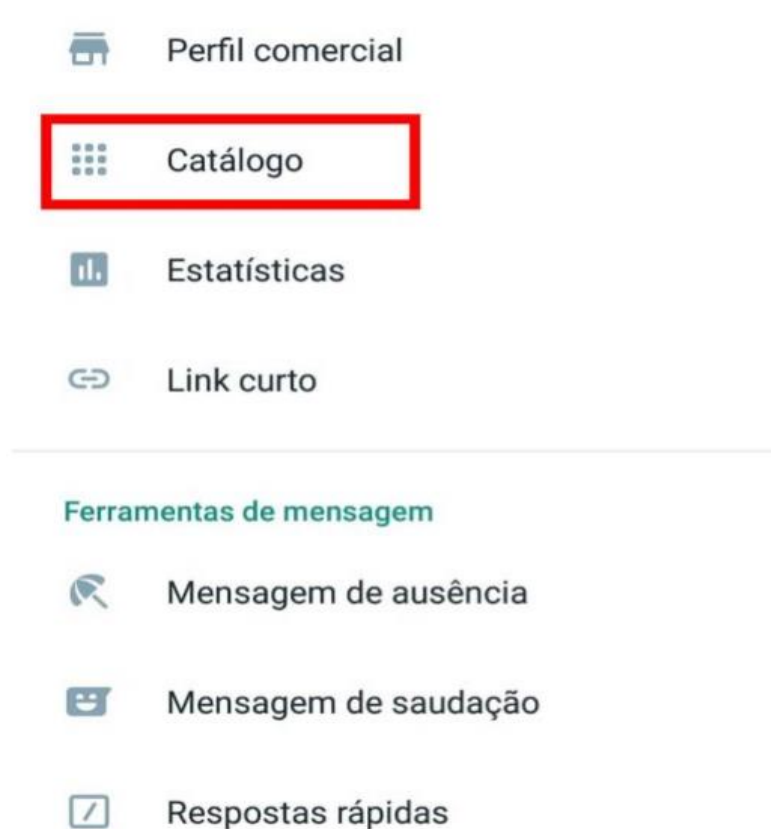 Perfil comercial
Catálogo
Estatísticas
Link curto
Ferramentas de mensagem
Mensagem de ausência
Mensagem de saudação
Respostas rápidas